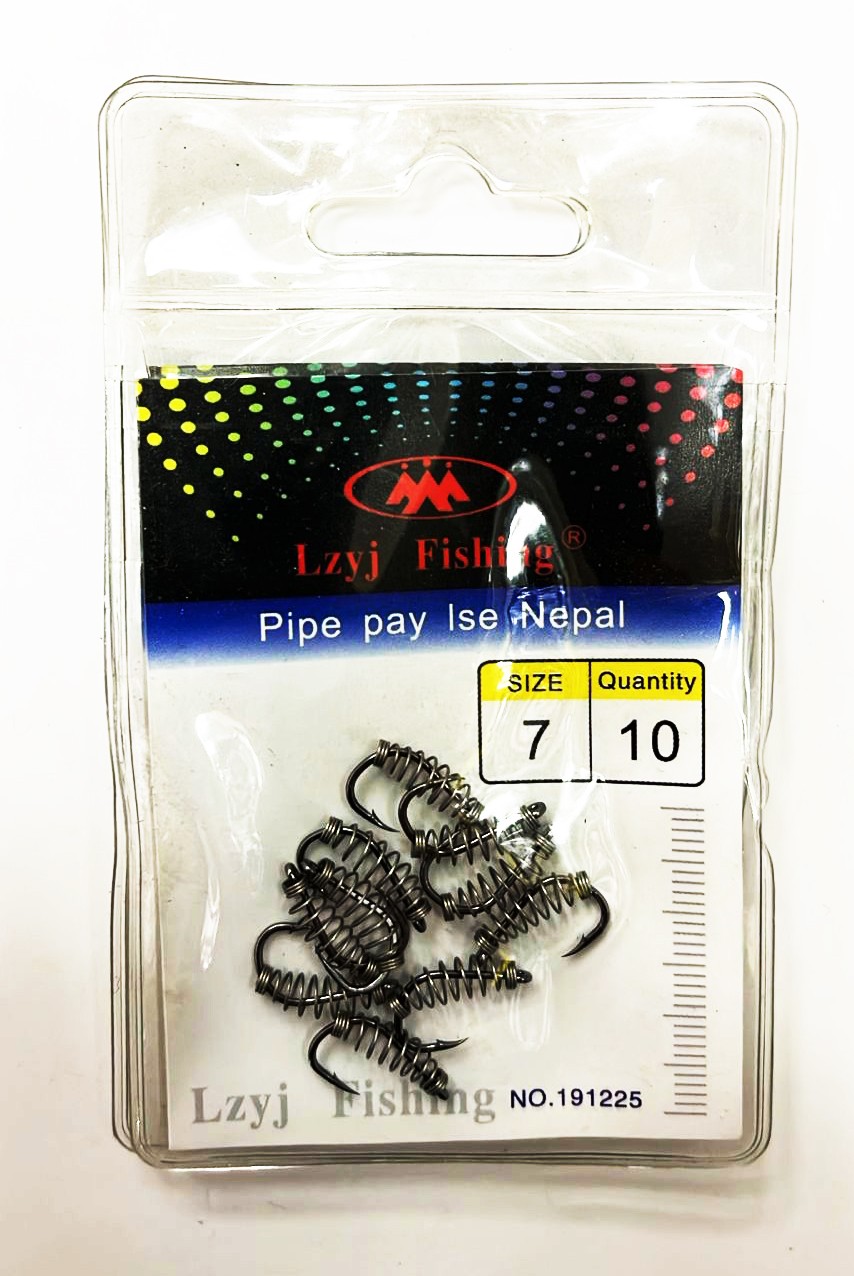 Lzyj Fishing®
Pipe pay Ise Nepal
SIZE Quantity
7 10
Lzyj Fishing NO.191225